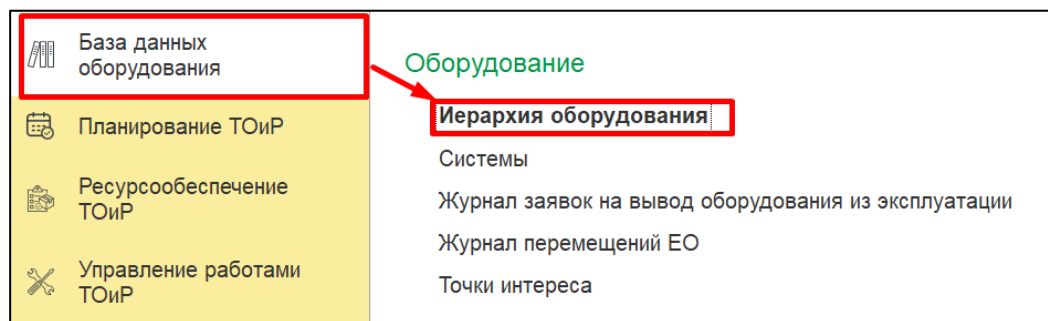 База данных
оборудования
Планирование ТОиР
Ресурсообеспечение
ТОиР
Управление работами
ТОиР
Оборудование
Иерархия оборудования
Системы
Журнал заявок на вывод оборудования из эксплуатации
Журнал перемещений ЕО
Точки интереса